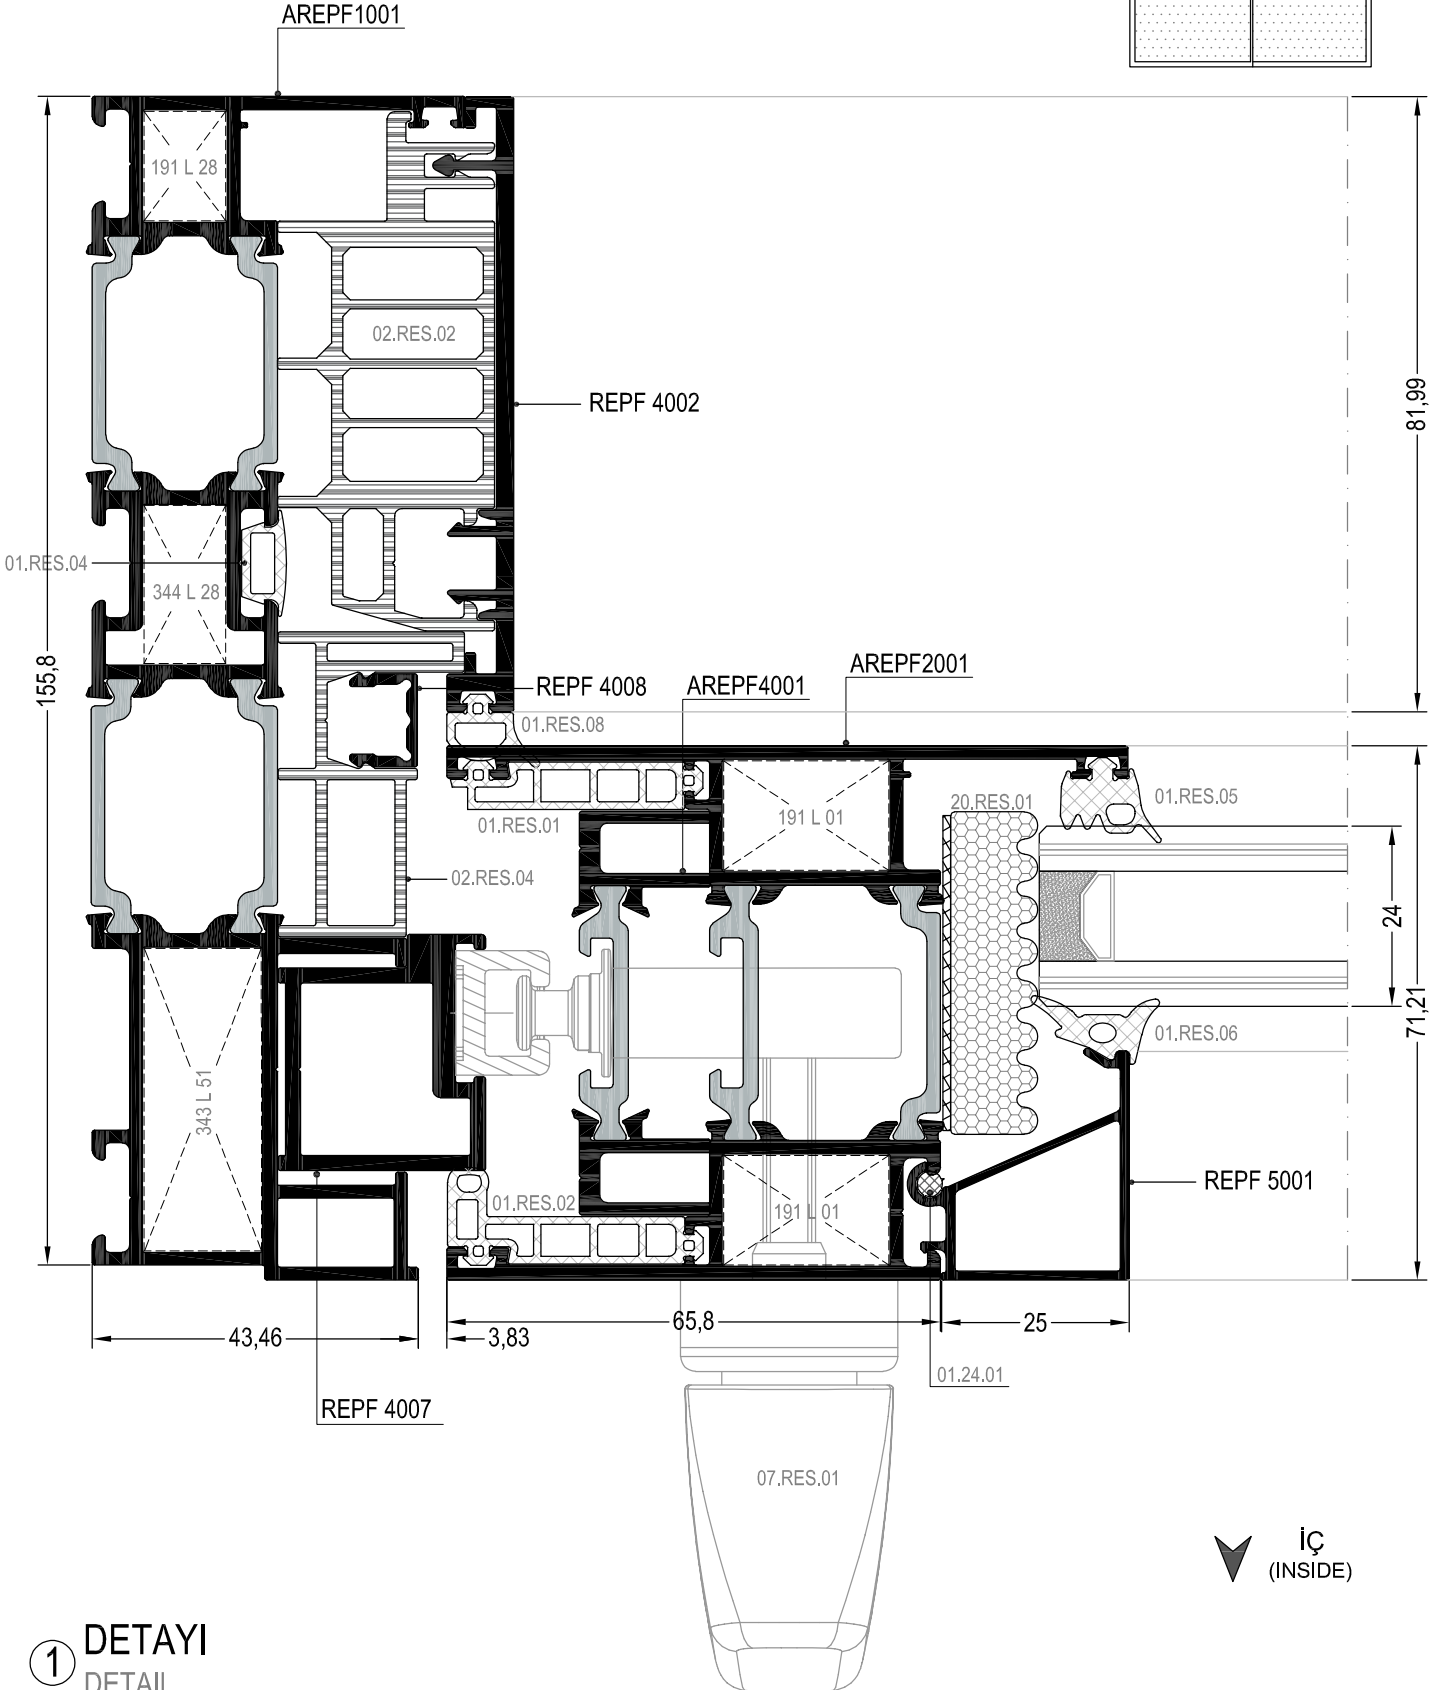 AREPF1001
191 L 28
02.RES.02
REPF 4002
81,99
01.RES.04
344 L 28
155,8
REPF 4008
AREPF4001
AREPF2001
01.RES.08
01.RES.01
191 L 01
20.RES.01
01.RES.05
02.RES.04
24
71,21
01.RES.06
343 L 51
REPF 5001
01.RES.02
191 L 01
43,46
3,83
65,8
25
01.24.01
REPF 4007
07.RES.01
İÇ
(INSIDE)
1 DETAYI
DETAIL